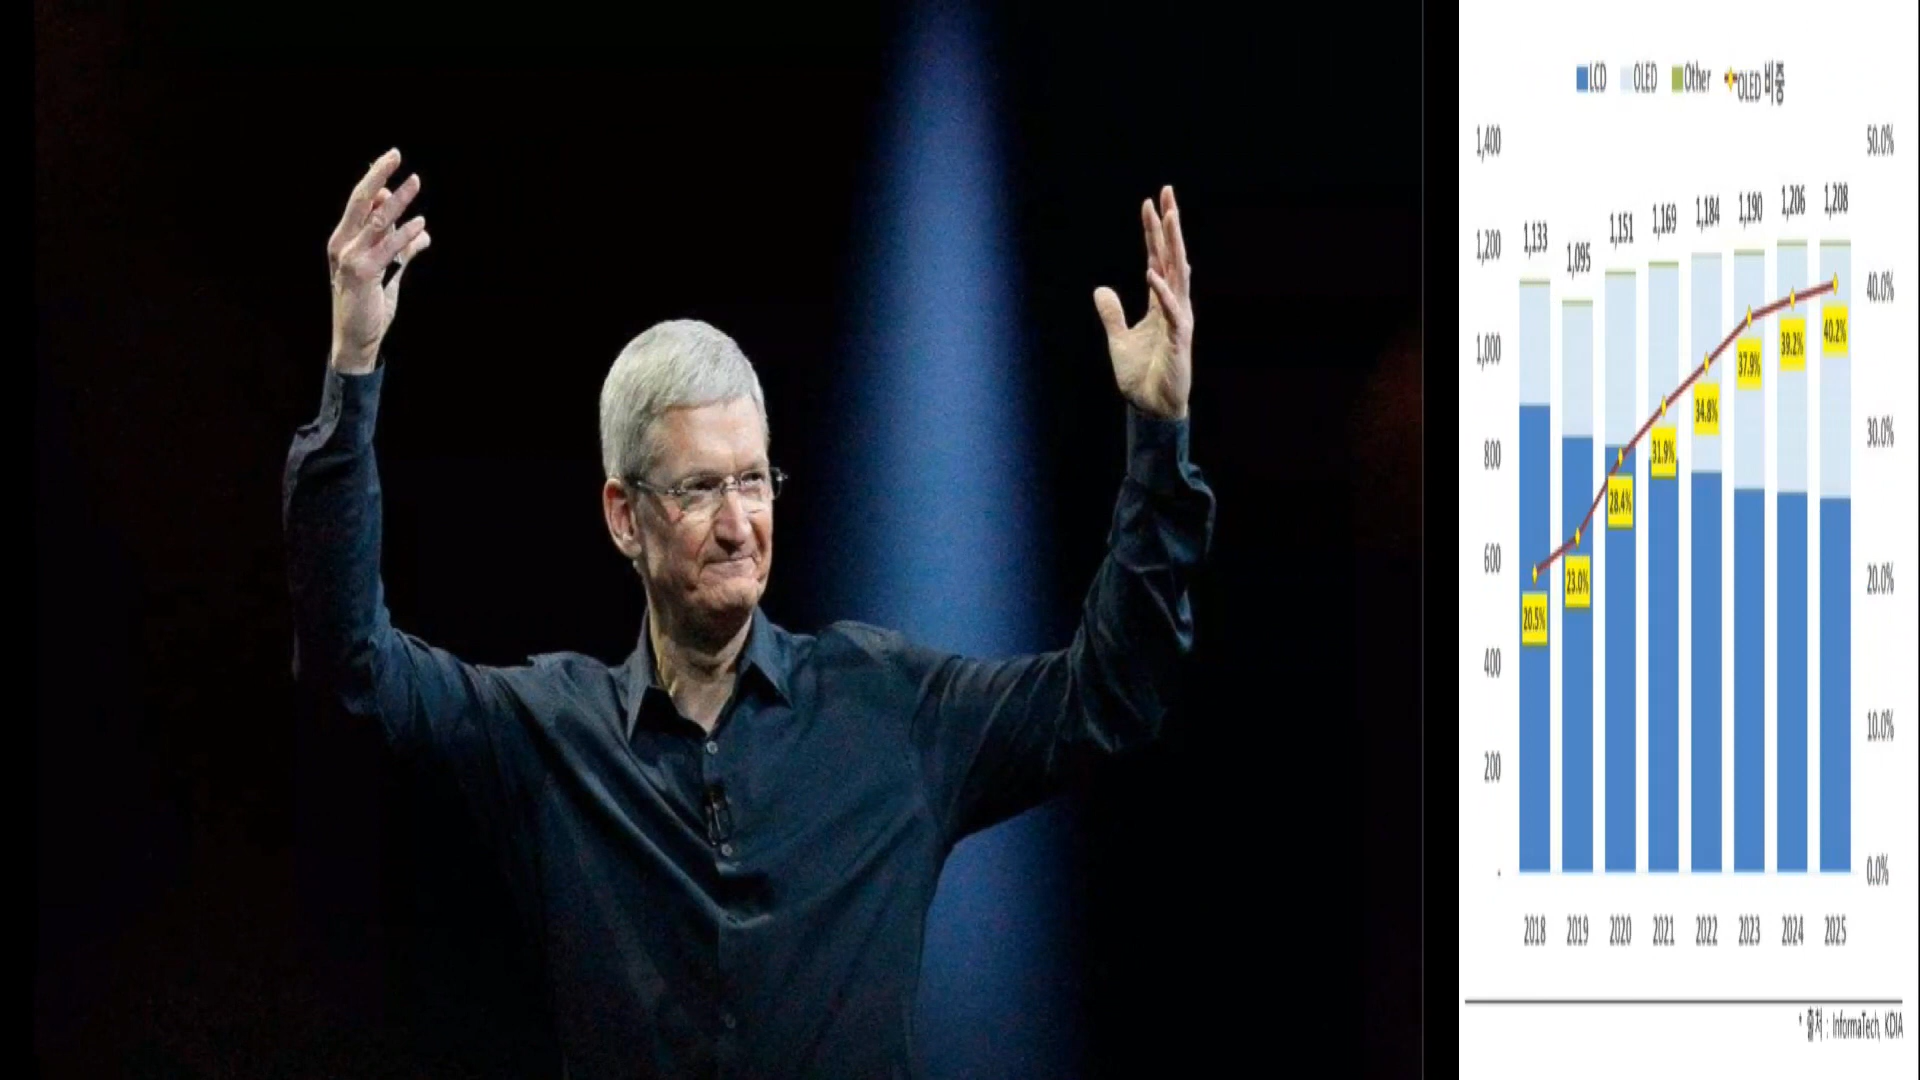 LCD OLED Other OLED 비중
1,400 50.0%
1,133 1,095 1,151 1,169 1,184 1,190 1,206 1,208
1,200
40.0%
1,000
20.5% 23.0% 28.4% 31.9% 34.8% 37.9% 39.2% 40.2%
800 30.0%
600 20.0%
400
200 10.0%
- 0.0%
2018 2019 2020 2021 2022 2023 2024 2025
* 출처 : InformaTech, KDIA